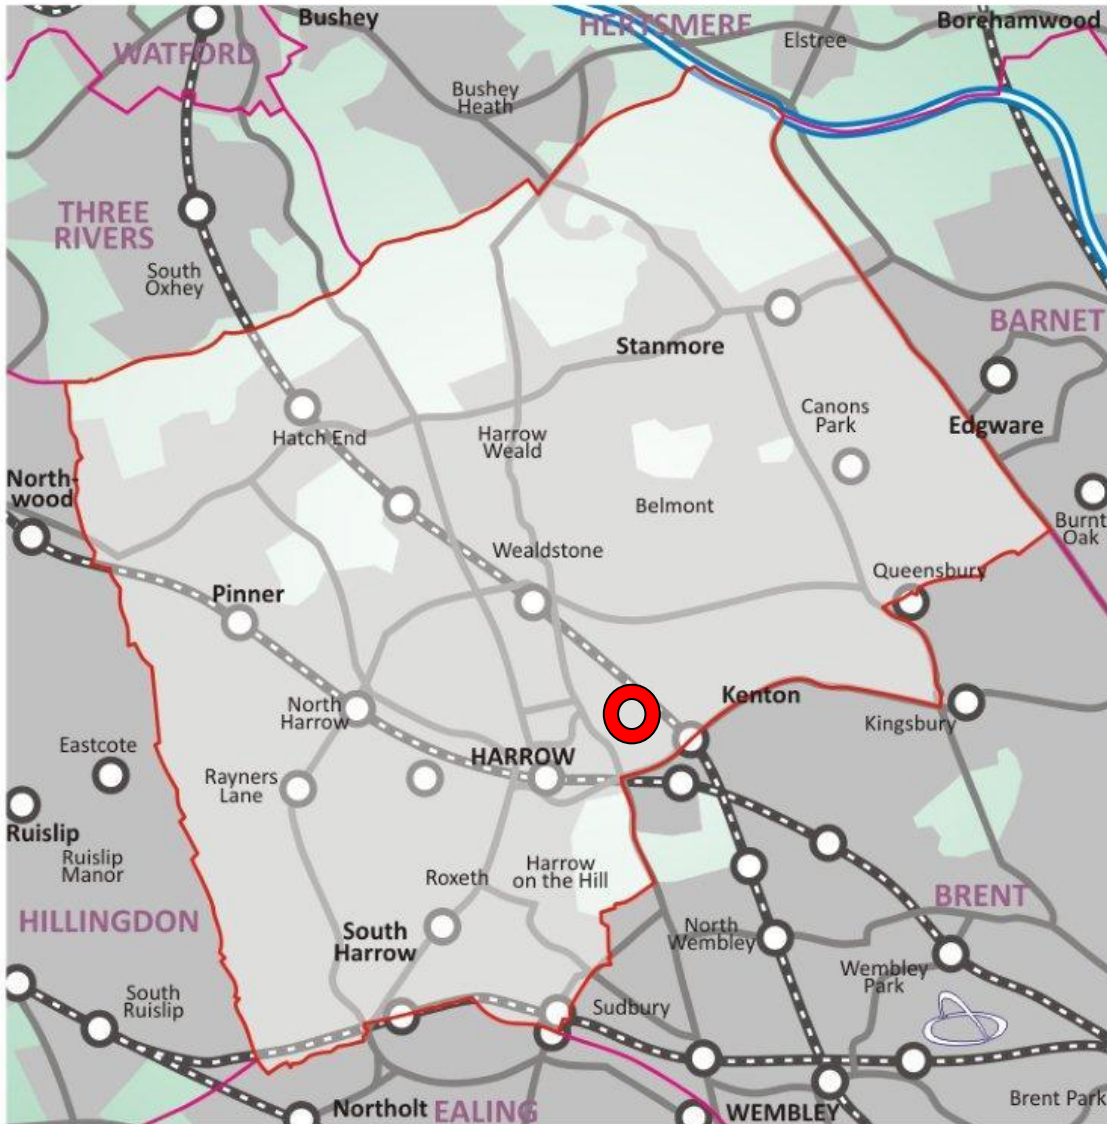 Bushey
HERTSMERE
Borehamwood
WATFORD
Elstree
Bushey
Heath
THREE
RIVERS
South
Oxhey
BARNET
Stanmore
Canons
Park
Edgware
Hatch End
Harrow
Weald
North-
wood
Belmont
Burnt
Oak
Wealdstone
Queensbury
Pinner
Kenton
North
Harrow
Kingsbury
Eastcote
HARROW
Rayners
Lane
Ruislip
Ruislip
Manor
Roxeth
Harrow
on the Hill
BRENT
HILLINGDON
South
Harrow
North
Wembley
Wembley
Park
South
Ruislip
Sudbury
Brent Park
Northolt
EALING
WEMBLEY